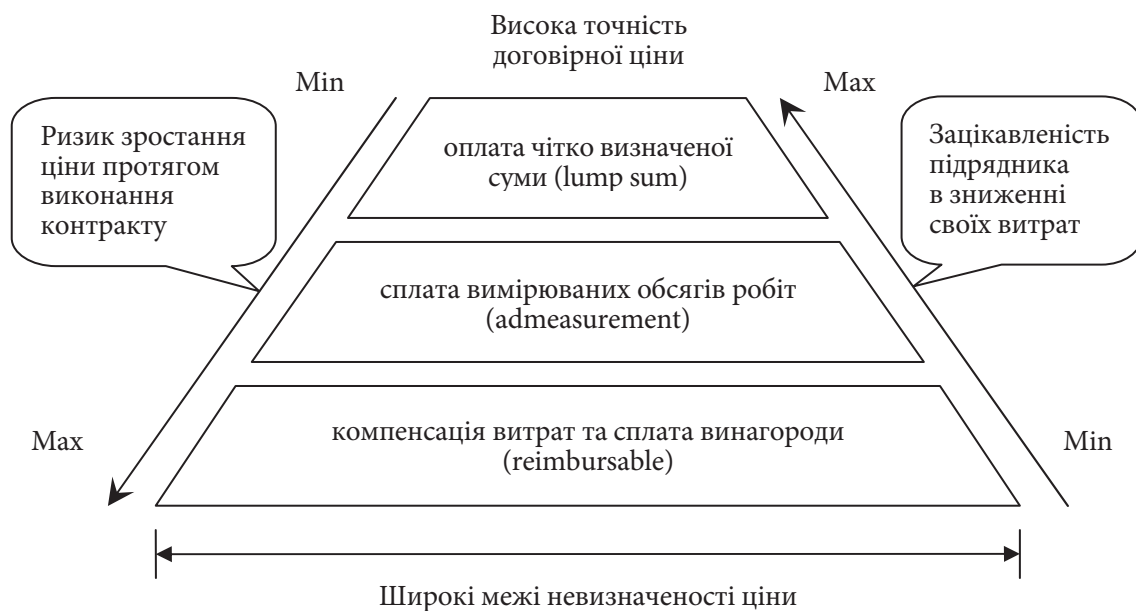 Висока точність
договірної ціни
Min
Max
Ризик зростання
ціни протягом
виконання
контракту
оплата чітко визначеної
суми (lump sum)
Зацікавленість
підрядника
в зниженні
своїх витрат
сплата вимірюваних обсягів робіт
(admeasurement)
Max
компенсація витрат та сплата винагороди
(reimbursable)
Min
Широкі межі невизначеності ціни